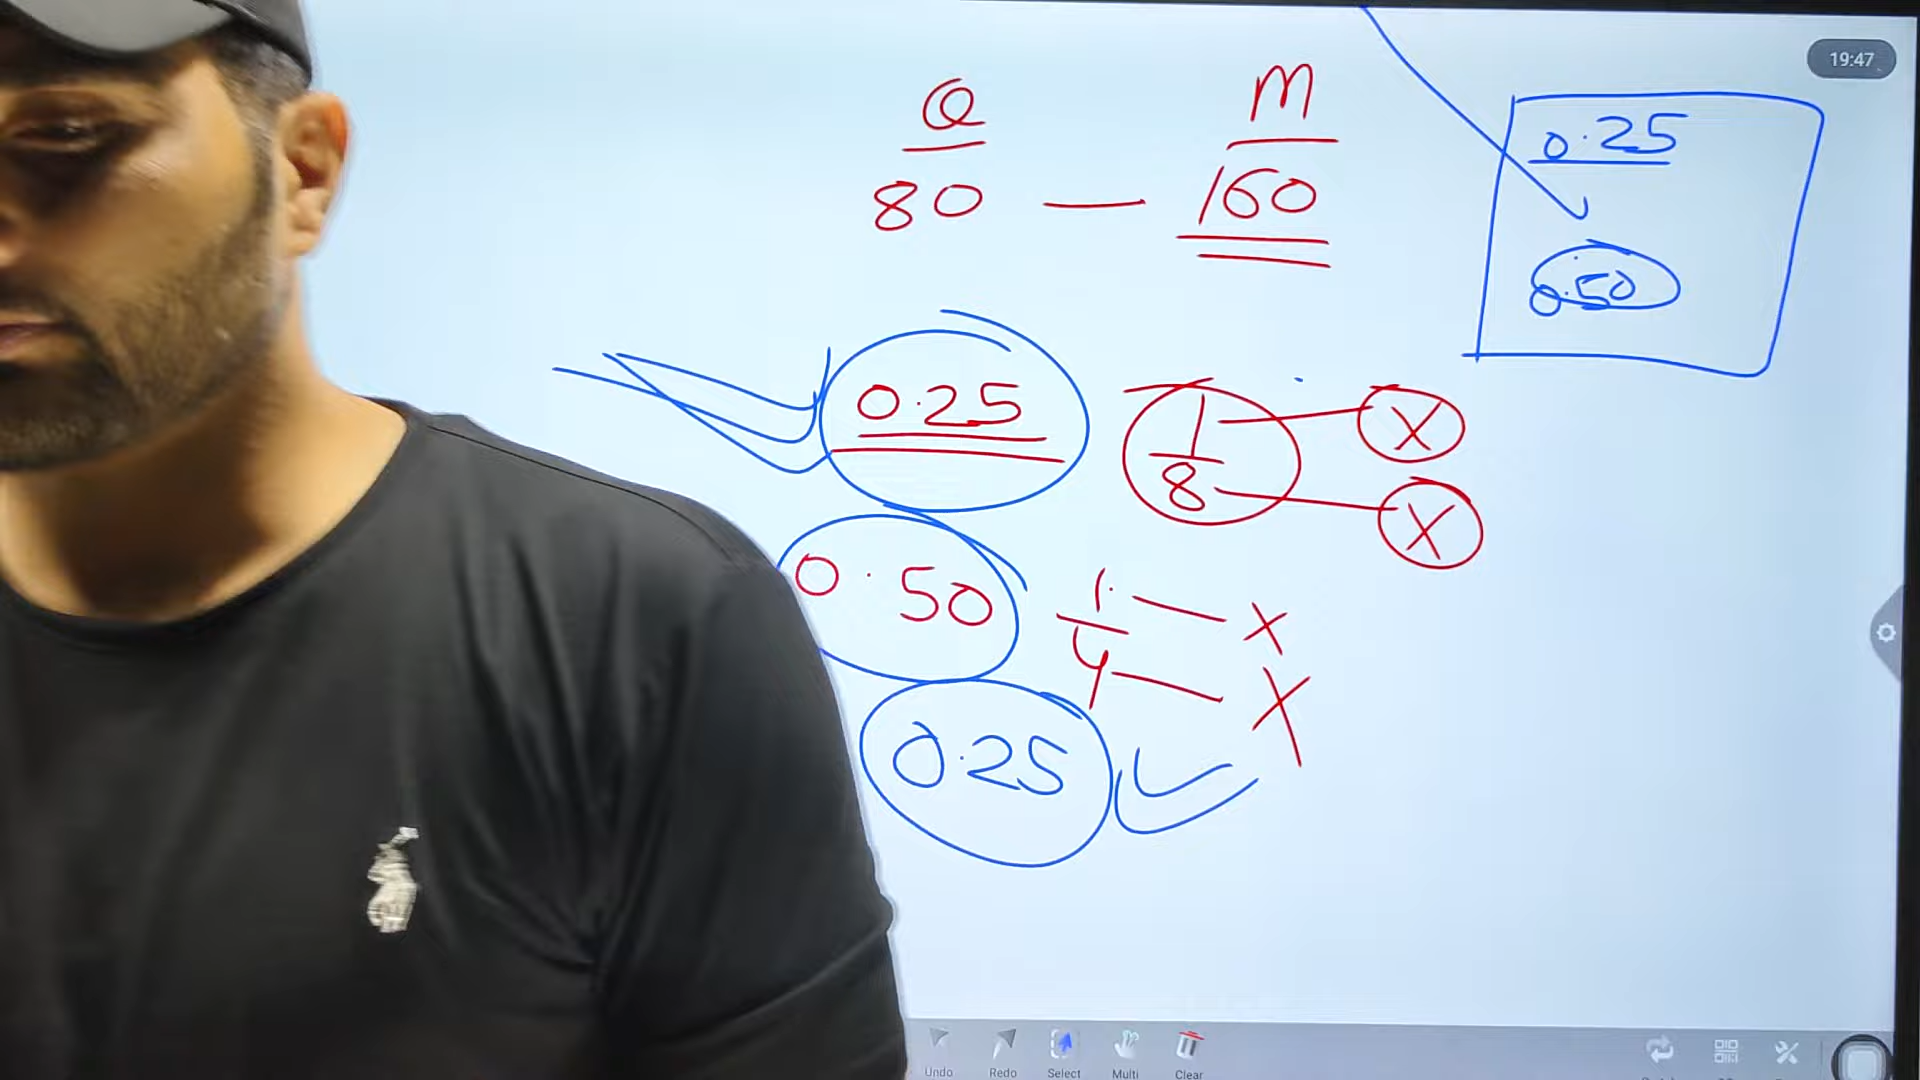 19:47
Q M
80 — 160
0.25
0.50
0.25 1/8 X X
0.50 1/4 X X
0.25
Undo Redo Select Multi Clear